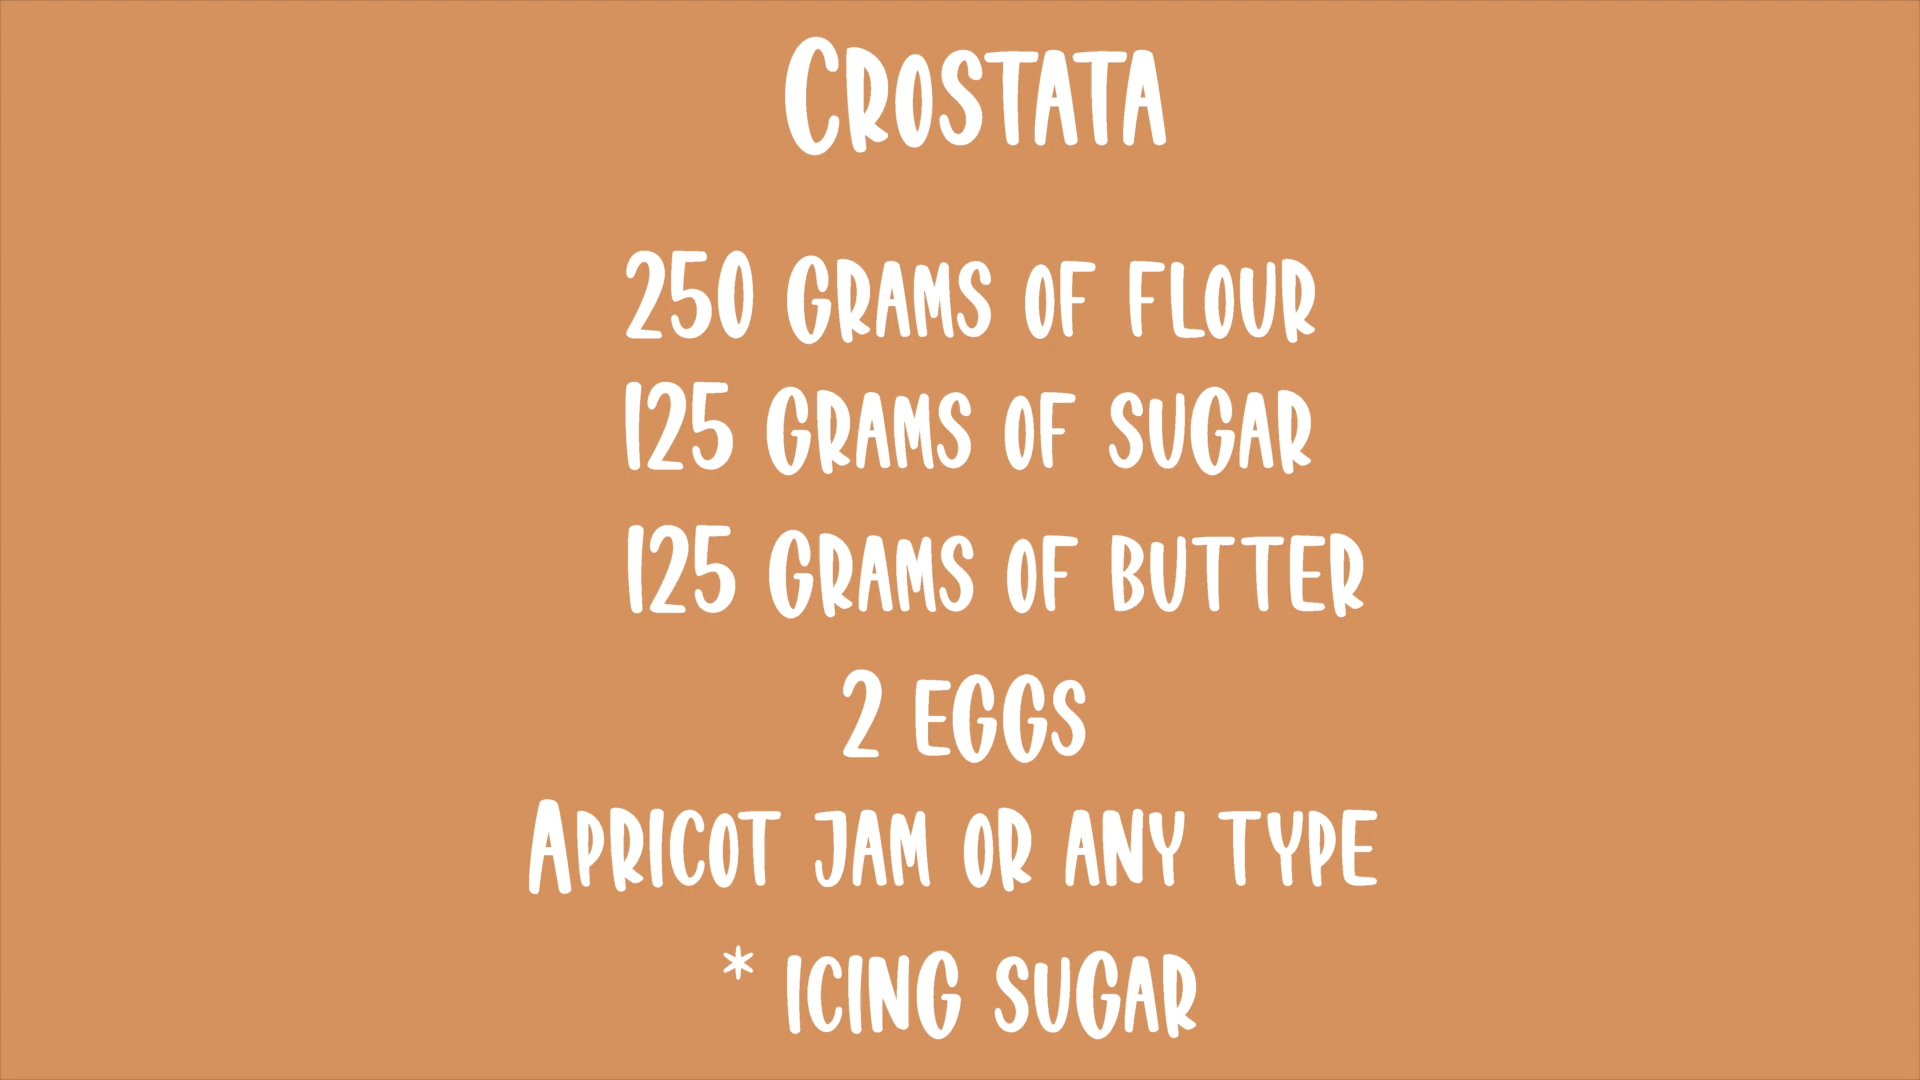 Crostata
250 Grams of flour
125 Grams of sugar
125 Grams of butter
2 eggs
Apricot jam or any type
* icing sugar